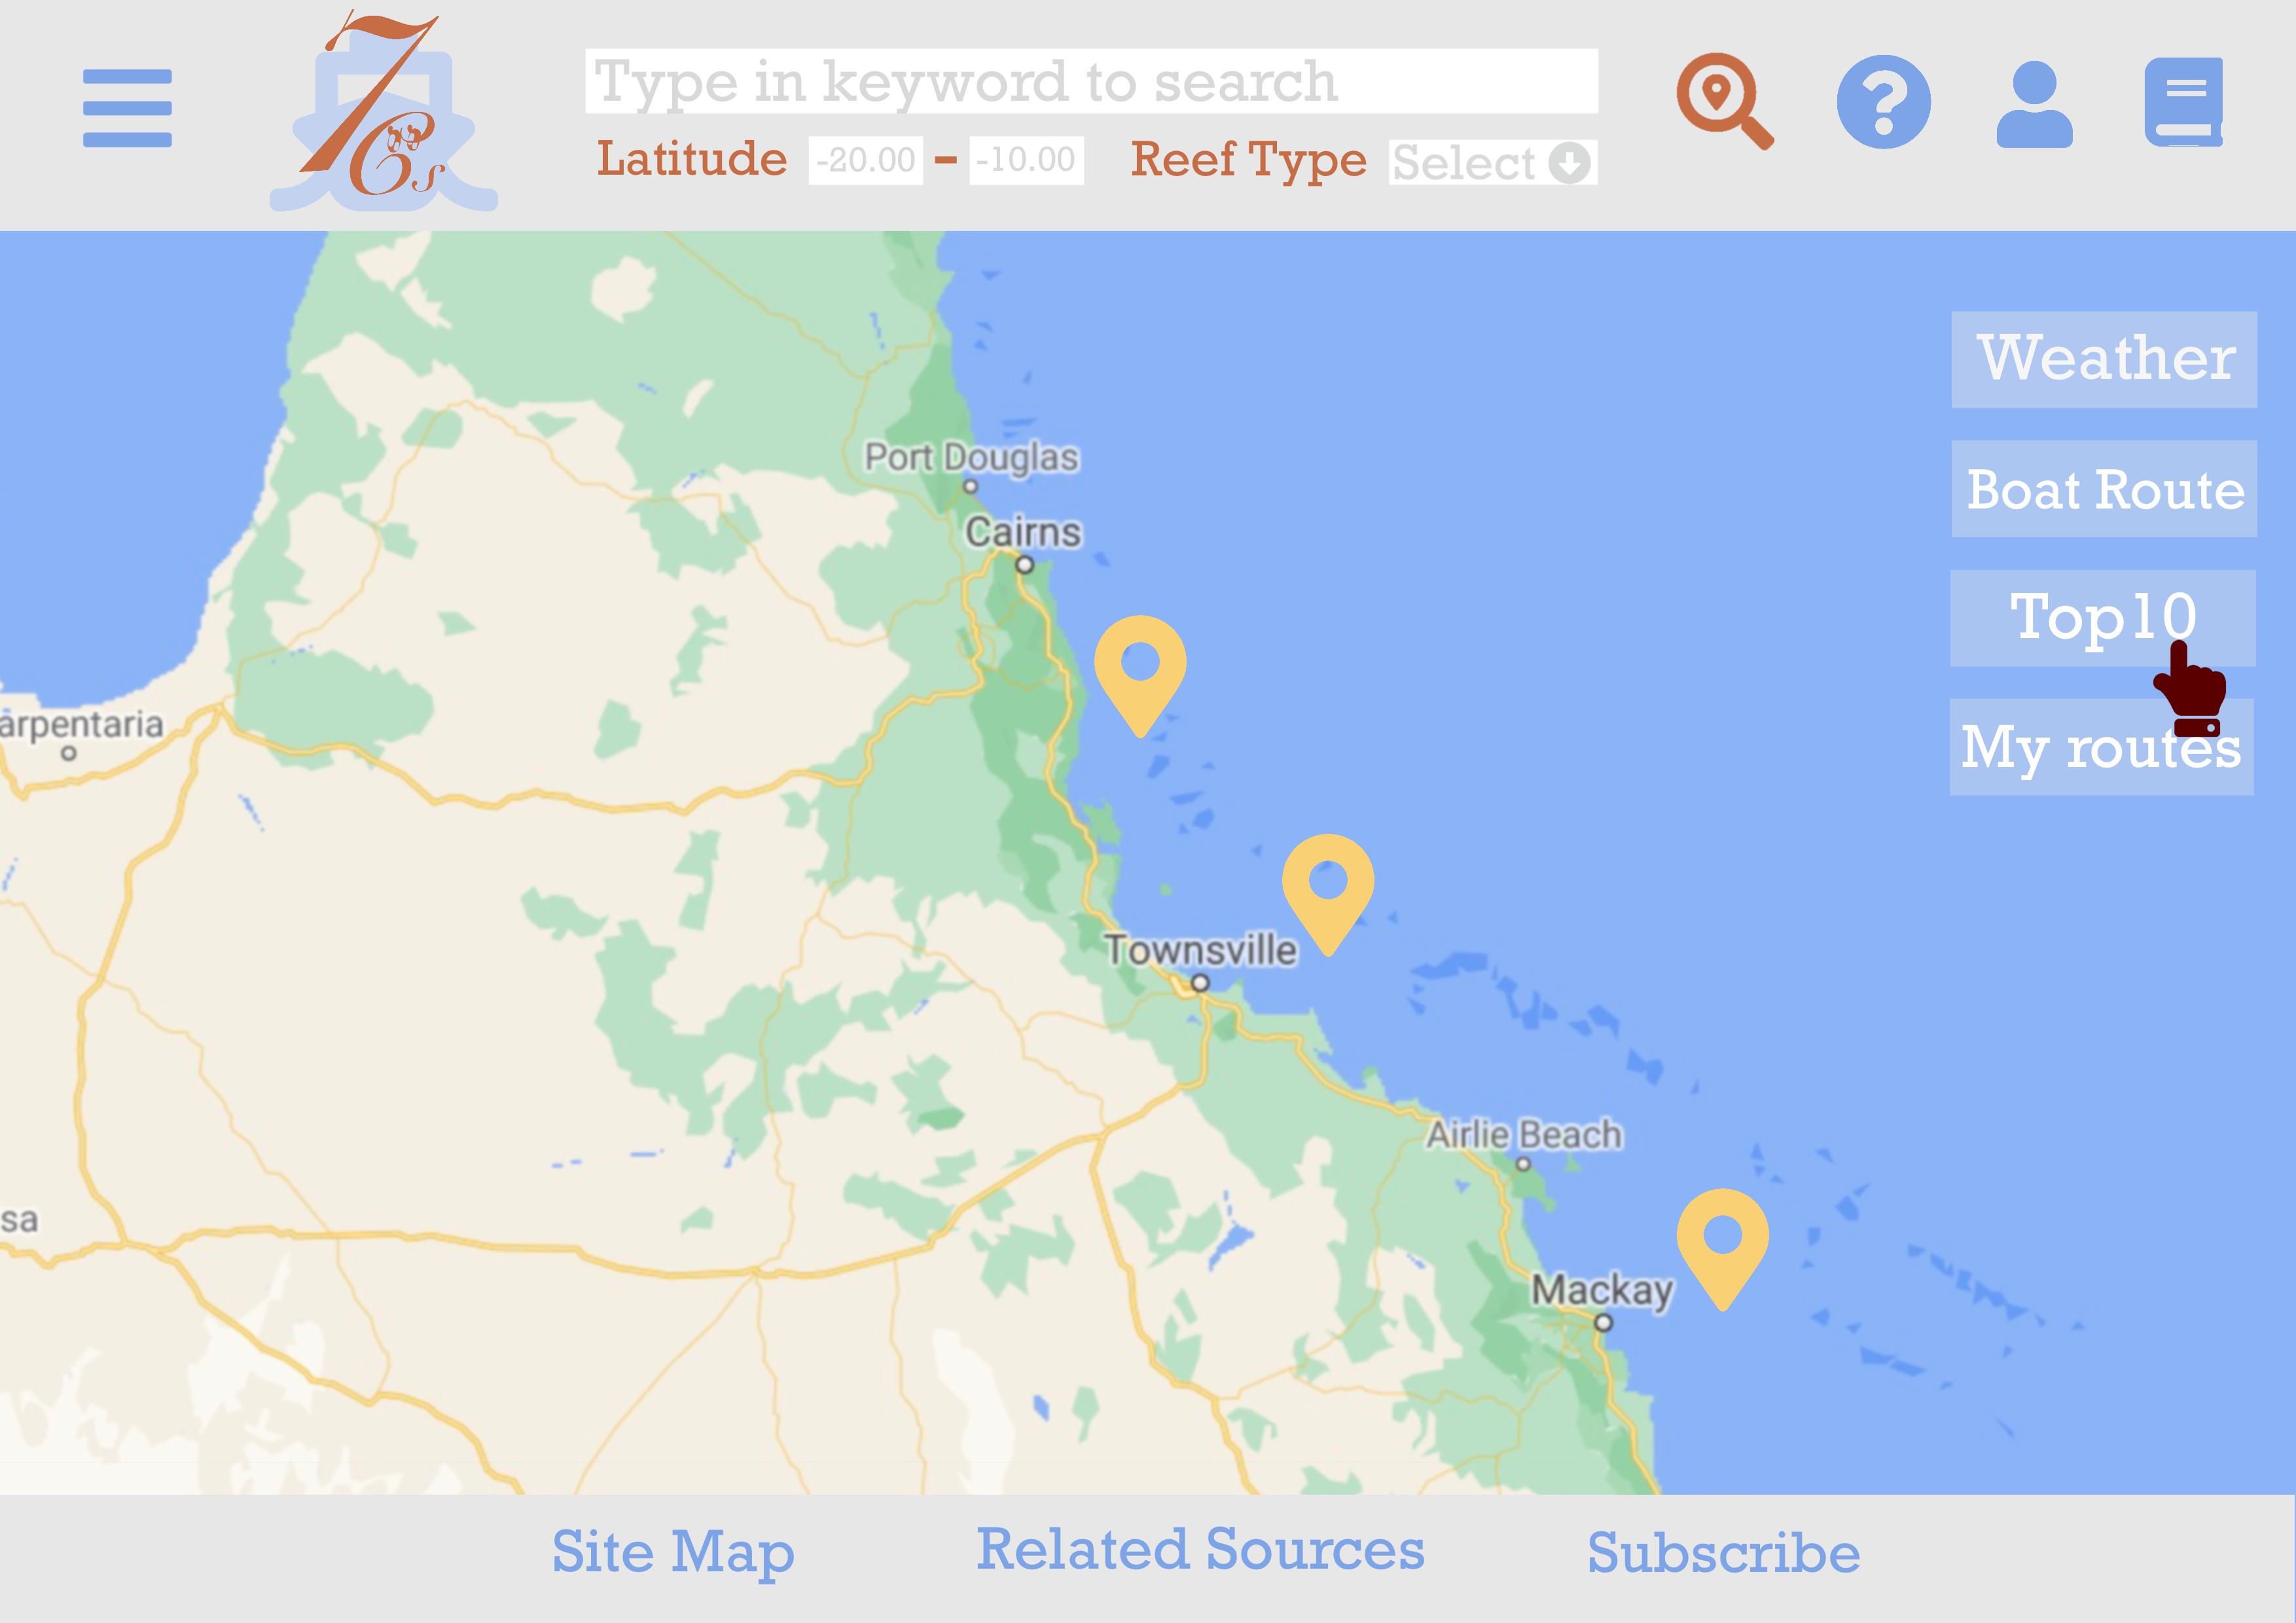 Type in keyword to search
Latitude -20.00 - -10.00 Reef Type Select
Weather
Port Douglas
Boat Route
Cairns
Top10
arpentaria
My routes
Townsville
Airlie Beach
sa
Mackay
Site Map Related Sources Subscribe